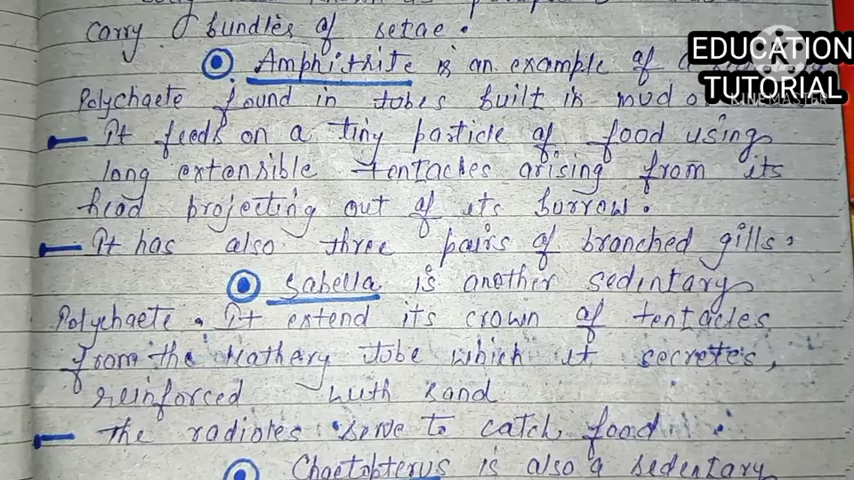 carry bundles of setae.
Amphitrite is an example of a
Polychaete found in tubes built in mud or
EDUCATION
TUTORIAL
KINEMASTER
It feeds on a tiny particle of food using
long extensible tentacles arising from its
head projecting out of its burrow.
It has also three pairs of branched gills.
Sabella is another sedentary
Polychaete. It extend its crown of tentacles
from the leathery tube which it secretes,
reinforced with sand
The radioles serve to catch food
Chaetopterus is also a sedentary